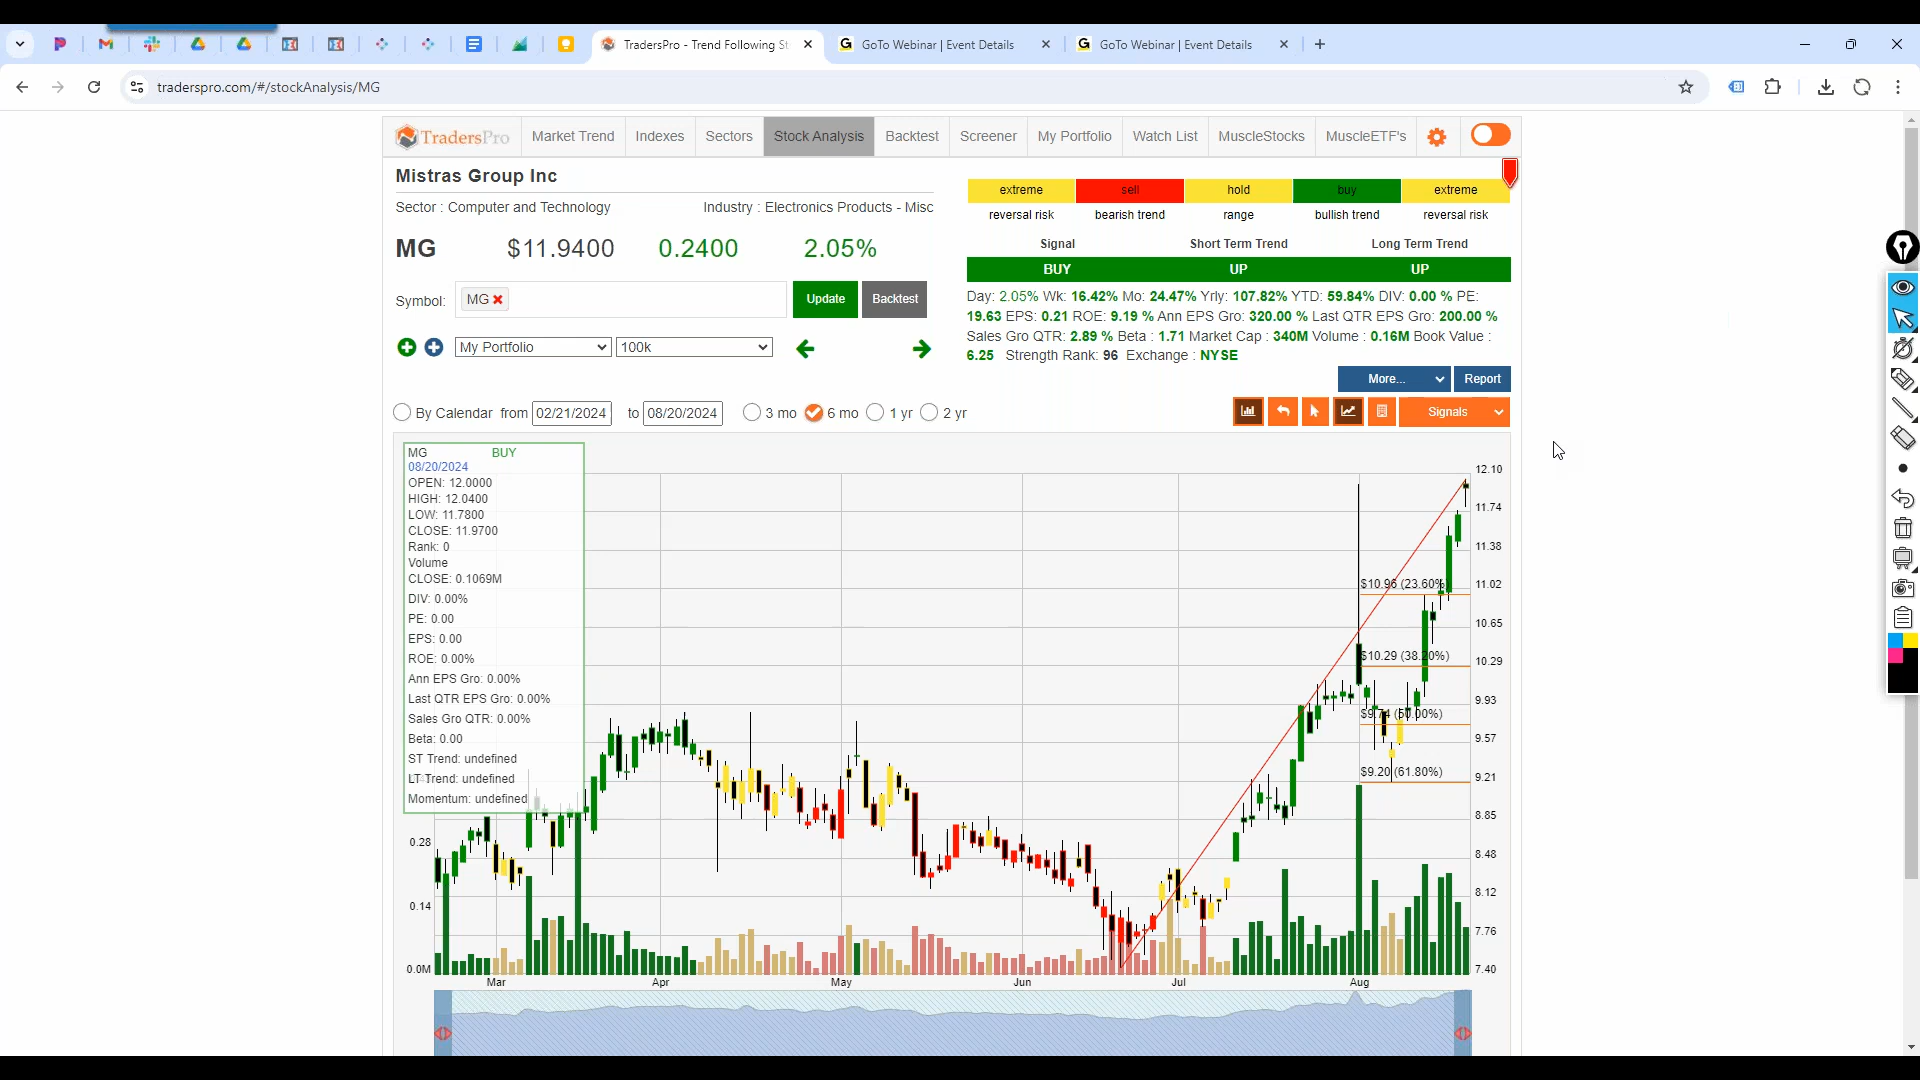 TradersPro - Trend Following St
GoTo Webinar | Event Details
GoTo Webinar | Event Details
traderspro.com/#/stockAnalysis/MG
TradersPro Market Trend Indexes Sectors Stock Analysis Backtest Screener My Portfolio Watch List MuscleStocks MuscleETF's
Mistras Group Inc
Sector : Computer and Technology Industry : Electronics Products - Misc
MG $11.9400 0.2400 2.05%
Symbol: MG Update Backtest
My Portfolio 100k
extreme sell hold buy extreme
reversal risk bearish trend range bullish trend reversal risk
Signal Short Term Trend Long Term Trend
BUY UP UP
Day: 2.05% Wk: 16.42% Mo: 24.47% Yrly: 107.82% YTD: 59.84% DIV: 0.00 % PE:
19.63 EPS: 0.21 ROE: 9.19 % Ann EPS Gro: 320.00 % Last QTR EPS Gro: 200.00 %
Sales Gro QTR: 2.89 % Beta : 1.71 Market Cap : 340M Volume : 0.16M Book Value :
6.25 Strength Rank: 96 Exchange : NYSE
More... Report
By Calendar from 02/21/2024 to 08/20/2024 3 mo 6 mo 1 yr 2 yr Signals
MG BUY
08/20/2024
OPEN: 12.0000
HIGH: 12.0400
LOW: 11.7800
CLOSE: 11.9700
Rank: 0
Volume
CLOSE: 0.1069M
DIV: 0.00%
PE: 0.00
EPS: 0.00
ROE: 0.00%
Ann EPS Gro: 0.00%
Last QTR EPS Gro: 0.00%
Sales Gro QTR: 0.00%
Beta: 0.00
ST Trend: undefined
LT Trend: undefined
Momentum: undefined
0.28
0.14
0.0M
$10.96 (23.60%)
$10.29 (38.20%)
$9.74 (50.00%)
$9.20 (61.80%)
12.10
11.74
11.38
11.02
10.65
10.29
9.93
9.57
9.21
8.85
8.48
8.12
7.76
7.40
Mar Apr May Jun Jul Aug